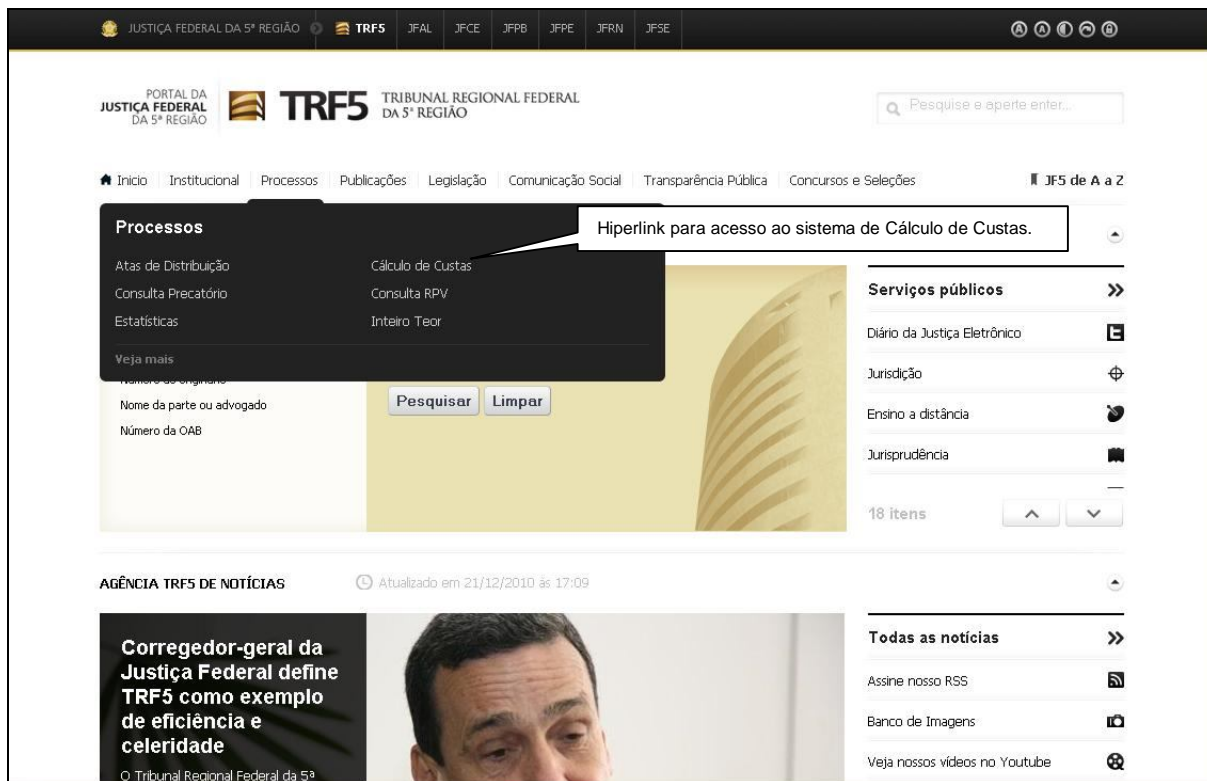 JUSTIÇA FEDERAL DA 5ª REGIÃO TRF5 JFAL JFCE JFPB JFPE JFRN JFSE
PORTAL DA
JUSTIÇA FEDERAL
DA 5ª REGIÃO
TRF5
TRIBUNAL REGIONAL FEDERAL
DA 5ª REGIÃO
Pesquise e aperte enter...
Inicio Institucional Processos Publicações Legislação Comunicação Social Transparência Pública Concursos e Seleções JF5 de A a Z
Processos
Hiperlink para acesso ao sistema de Cálculo de Custas.
Atas de Distribuição Cálculo de Custas
Consulta Precatório Consulta RPV
Estatísticas Inteiro Teor
Veja mais
Nome da parte ou advogado
Número da OAB
Pesquisar Limpar
Serviços públicos
Diário da Justiça Eletrônico
Jurisdição
Ensino a distância
Jurisprudência
18 itens
AGÊNCIA TRF5 DE NOTÍCIAS Atualizado em 21/12/2010 às 17:09
Corregedor-geral da
Justiça Federal define
TRF5 como exemplo
de eficiência e
celeridade
O Tribunal Regional Federal da 5ª
Todas as notícias
Assine nosso RSS
Banco de Imagens
Veja nossos vídeos no Youtube